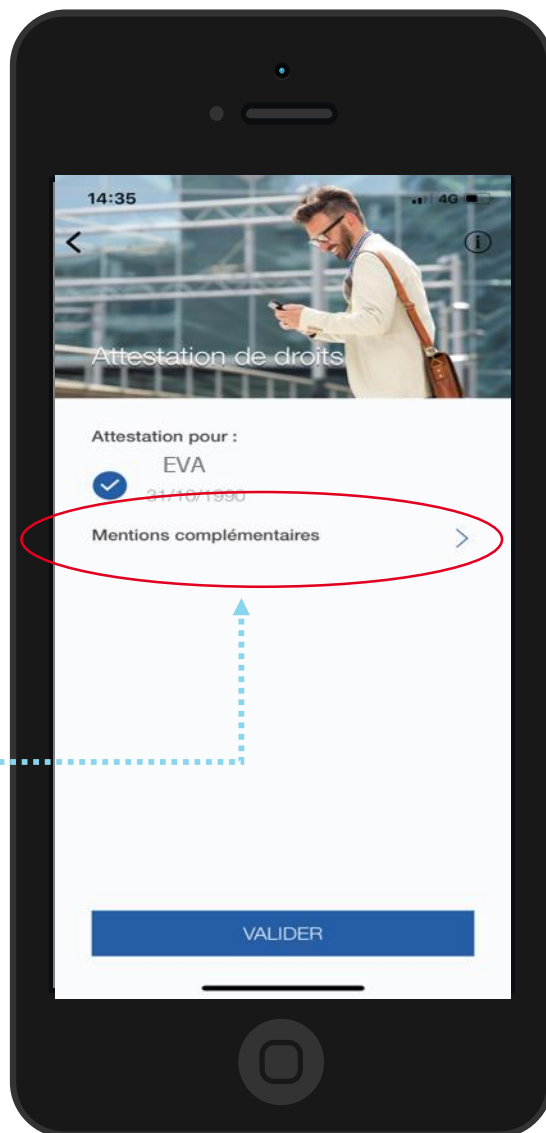 14:35
4G
Attestation de droits
Attestation pour :
EVA
31/10/1990
Mentions complémentaires
VALIDER